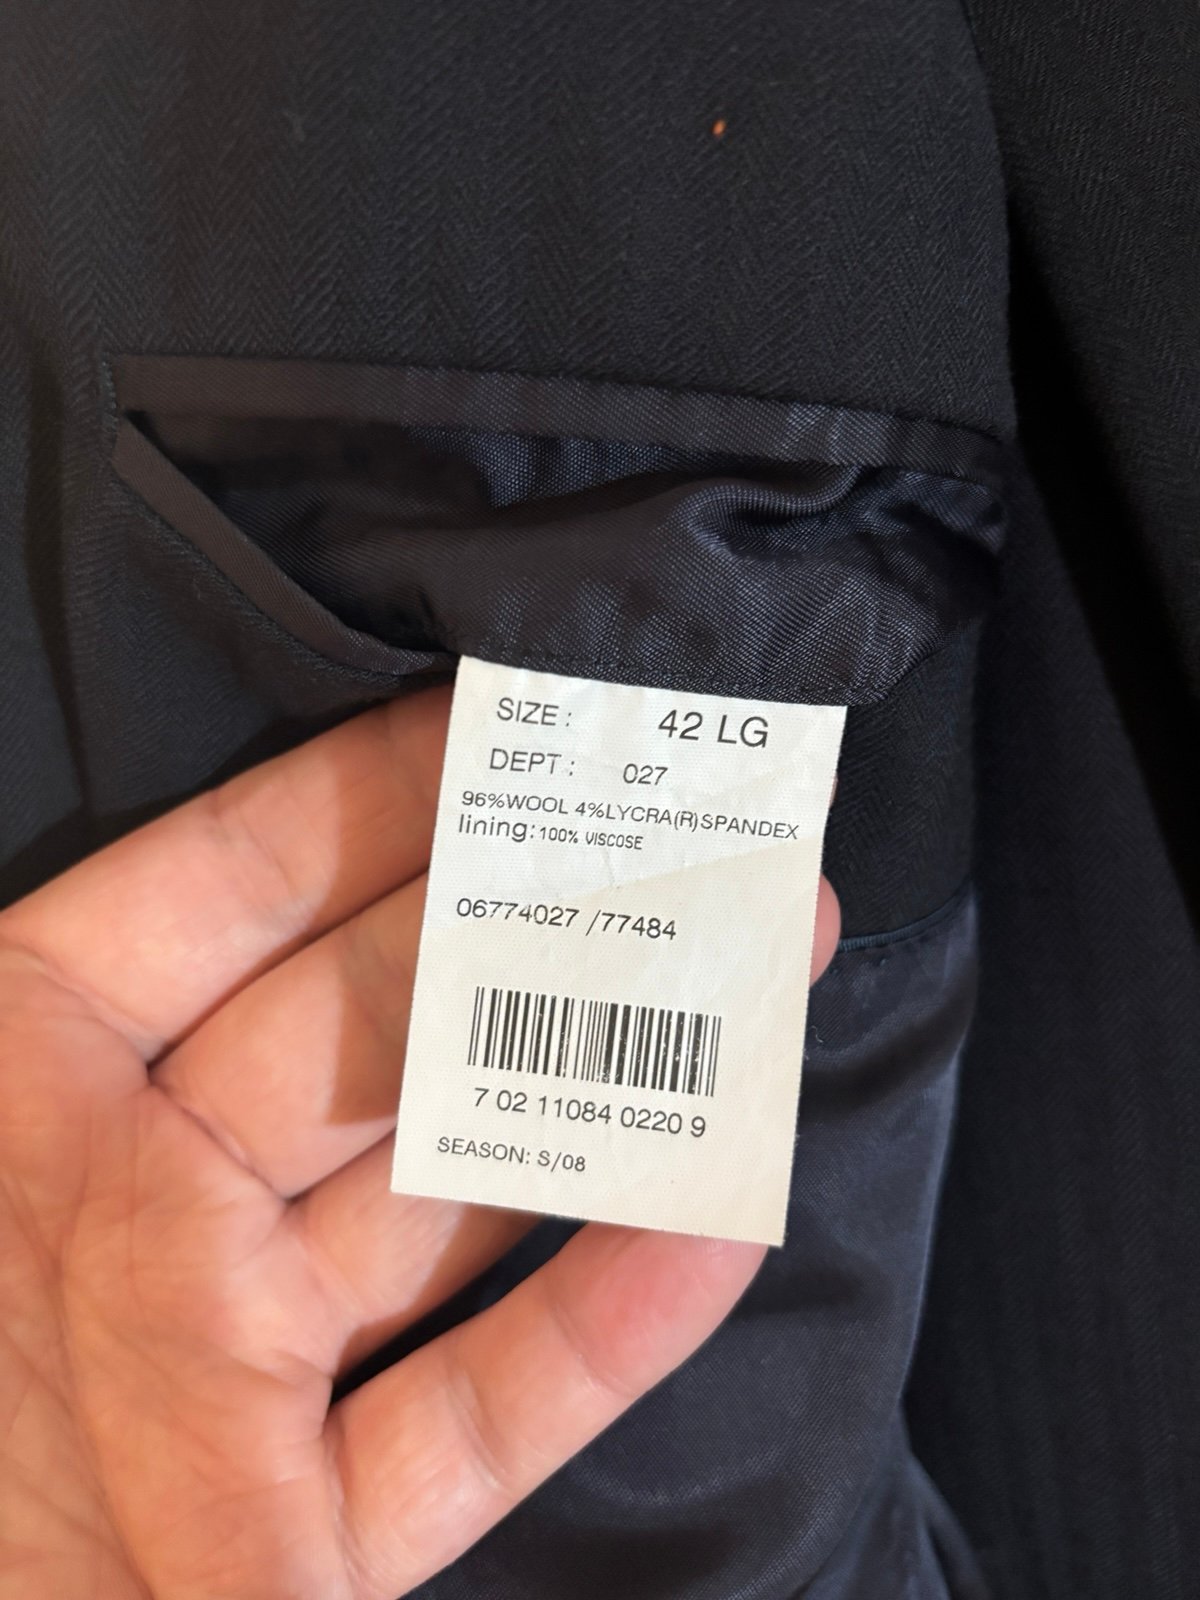 SIZE: 42 LG
DEPT: 027
96%WOOL 4%LYCRA(R)SPANDEX
lining:100% VISCOSE
06774027 /77484
7 02 11084 0220 9
SEASON: S/08